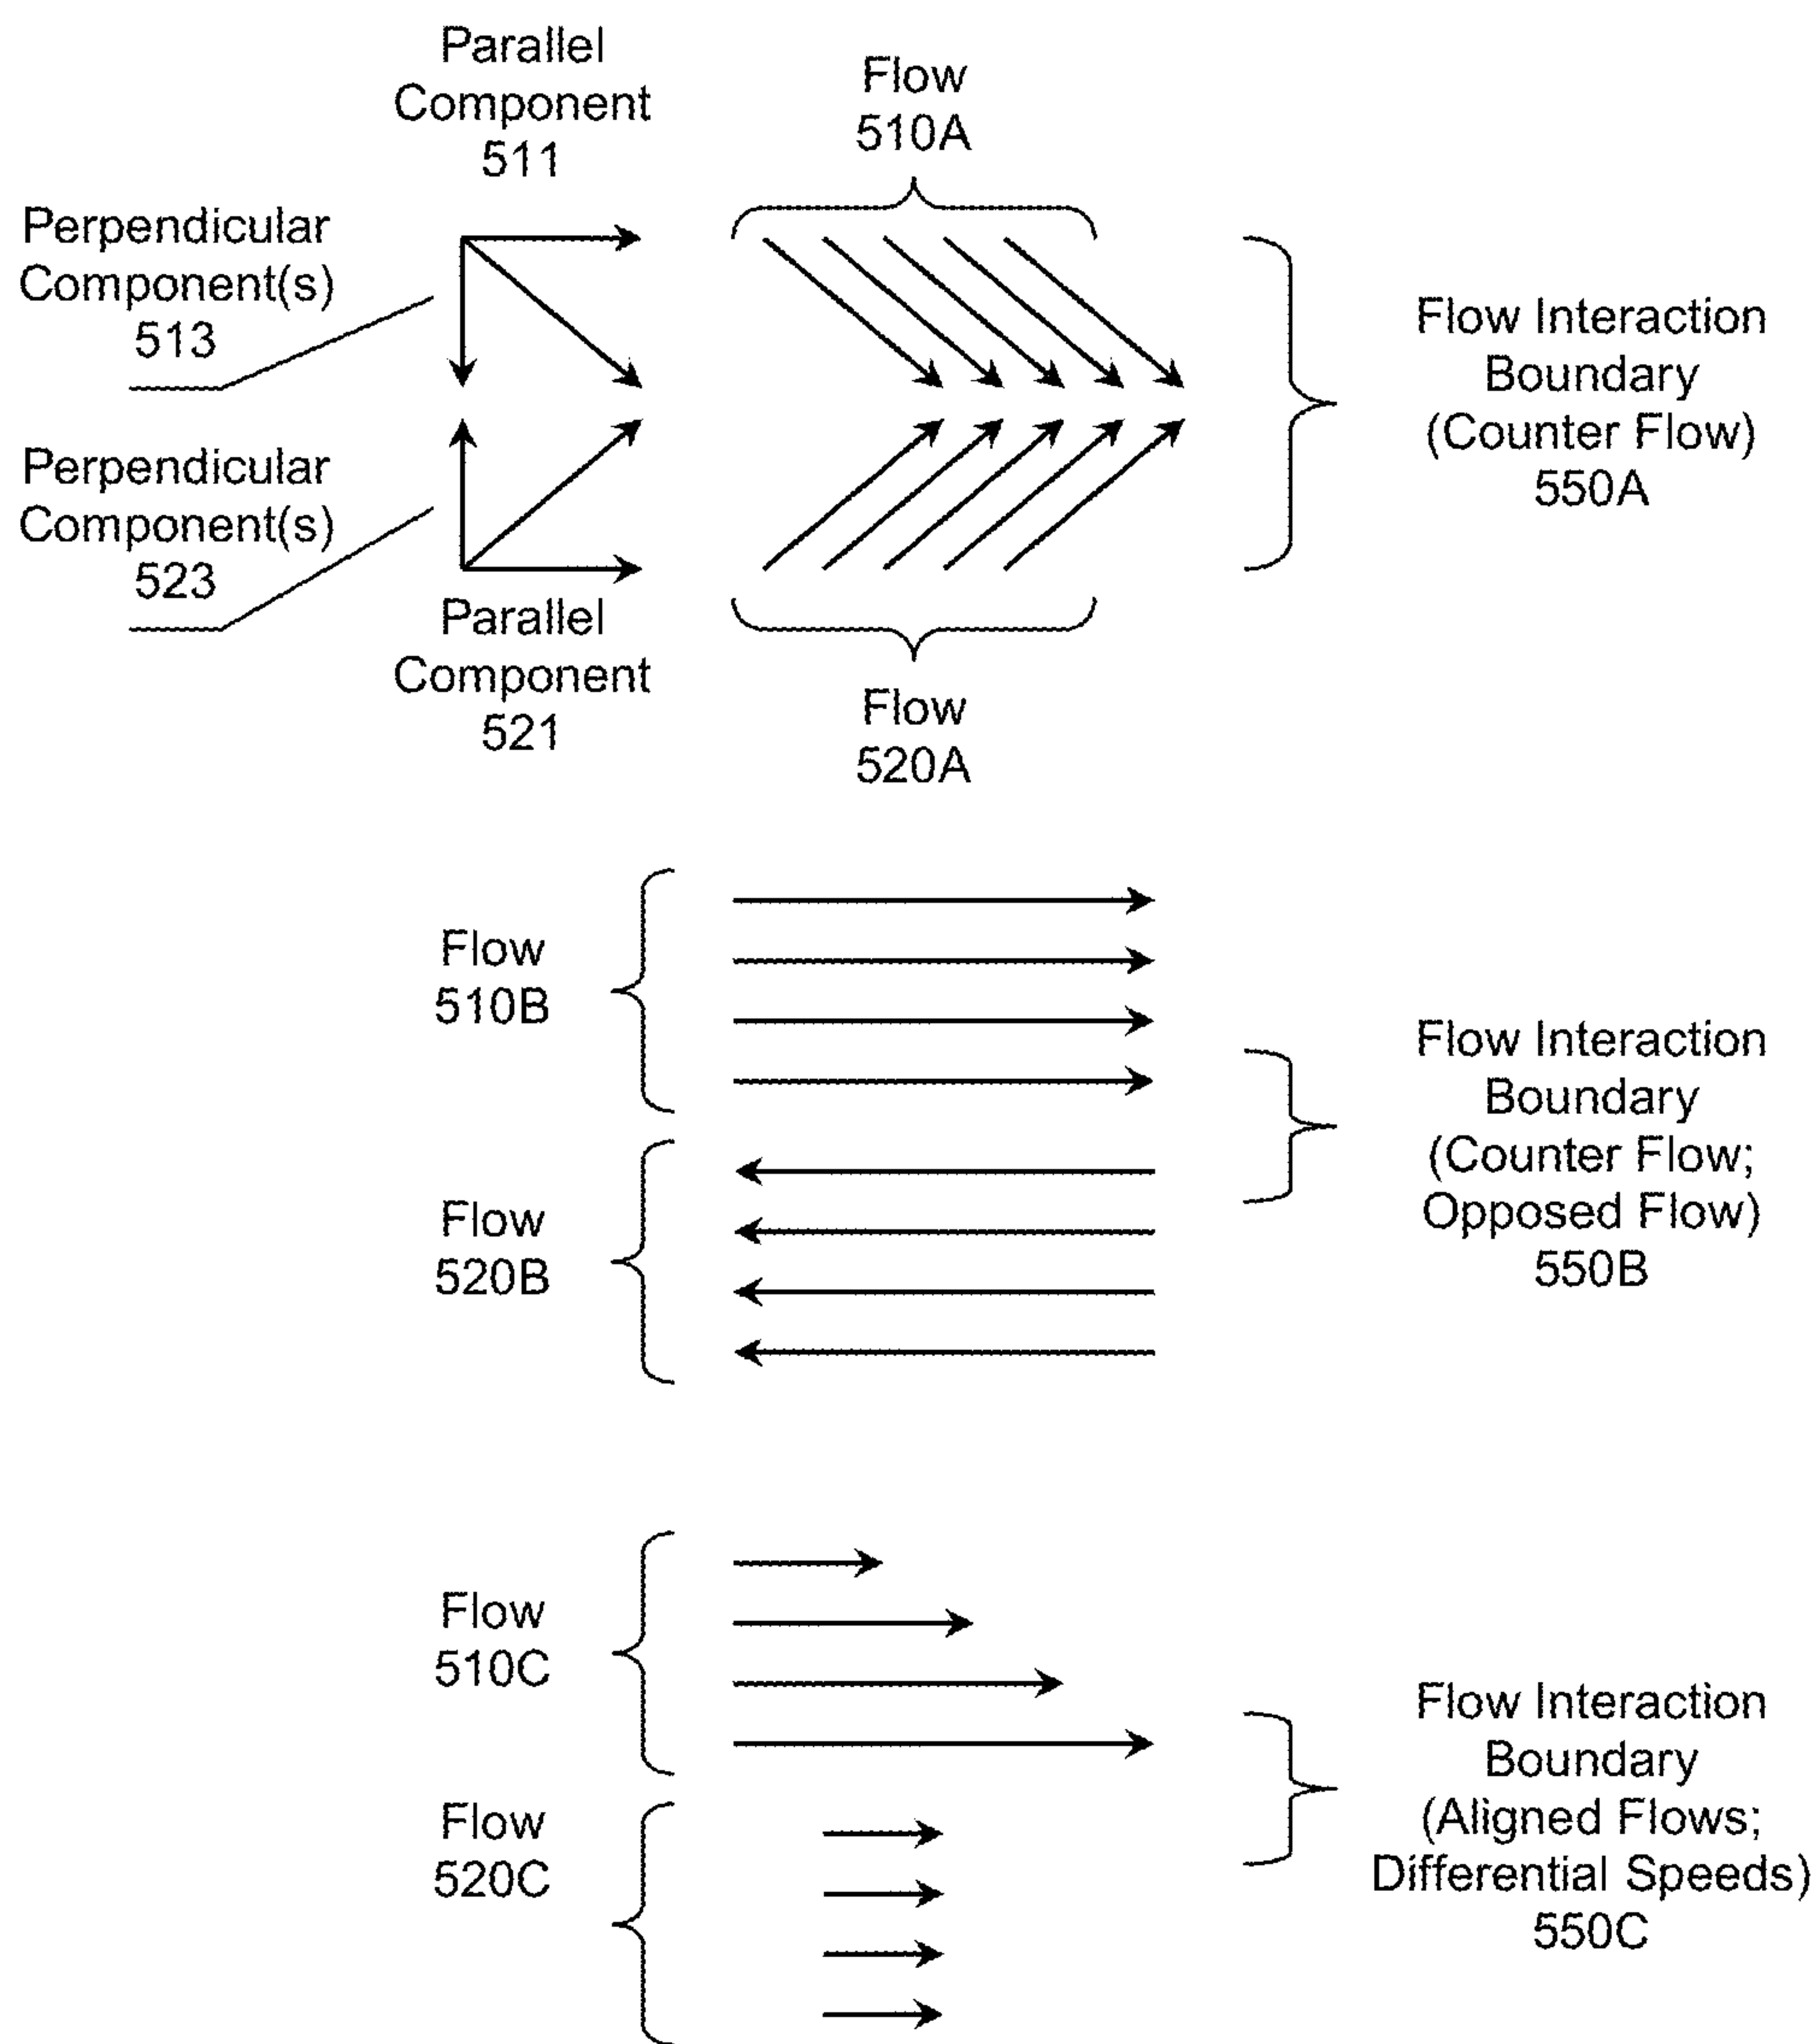 Parallel
Component
511
Flow
510A
Perpendicular
Component(s)
513
Flow Interaction
Boundary
(Counter Flow)
550A
Perpendicular
Component(s)
523
Parallel
Component
521
Flow
520A
Flow
510B
Flow Interaction
Boundary
(Counter Flow;
Opposed Flow)
550B
Flow
520B
Flow
510C
Flow Interaction
Boundary
(Aligned Flows;
Differential Speeds)
550C
Flow
520C